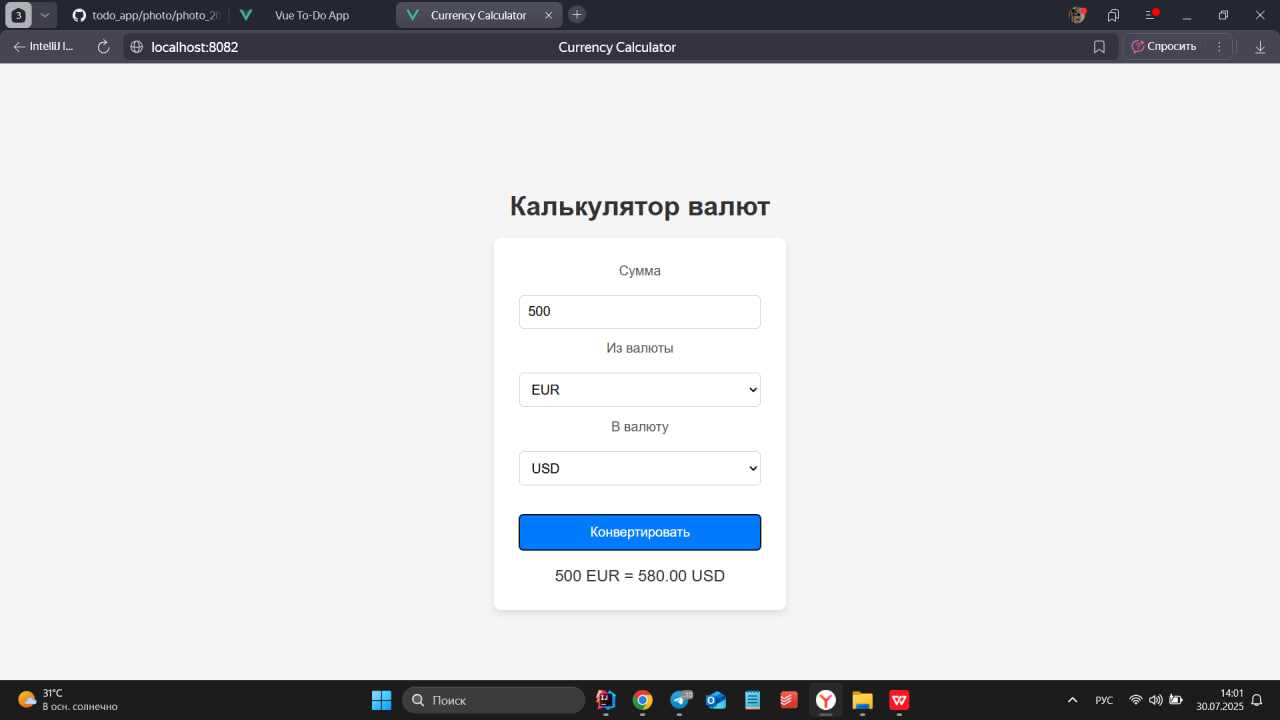 3
todo_app/photo/photo_20
Vue To-Do App
Currency Calculator
IntelliJ I...
localhost:8082
Currency Calculator
Спросить
Калькулятор валют
Сумма
500
Из валюты
EUR
В валюту
USD
Конвертировать
500 EUR = 580.00 USD
31°C
В осн. солнечно
Поиск
РУС
14:01
30.07.2025